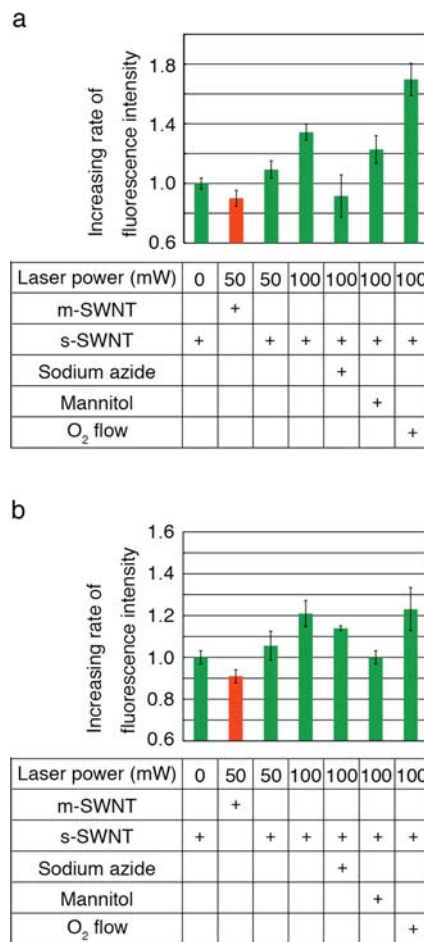 a
Increasing rate of
fluorescence intensity
1.8
1.4
1.0
0.6
Laser power (mW) 0 50 50 100 100 100 100
m-SWNT +
s-SWNT + + + + + +
Sodium azide +
Mannitol +
O₂ flow +
b
Increasing rate of
fluorescence intensity
1.6
1.4
1.2
1.0
0.8
0.6
Laser power (mW) 0 50 50 100 100 100 100
m-SWNT +
s-SWNT + + + + + +
Sodium azide +
Mannitol +
O₂ flow +